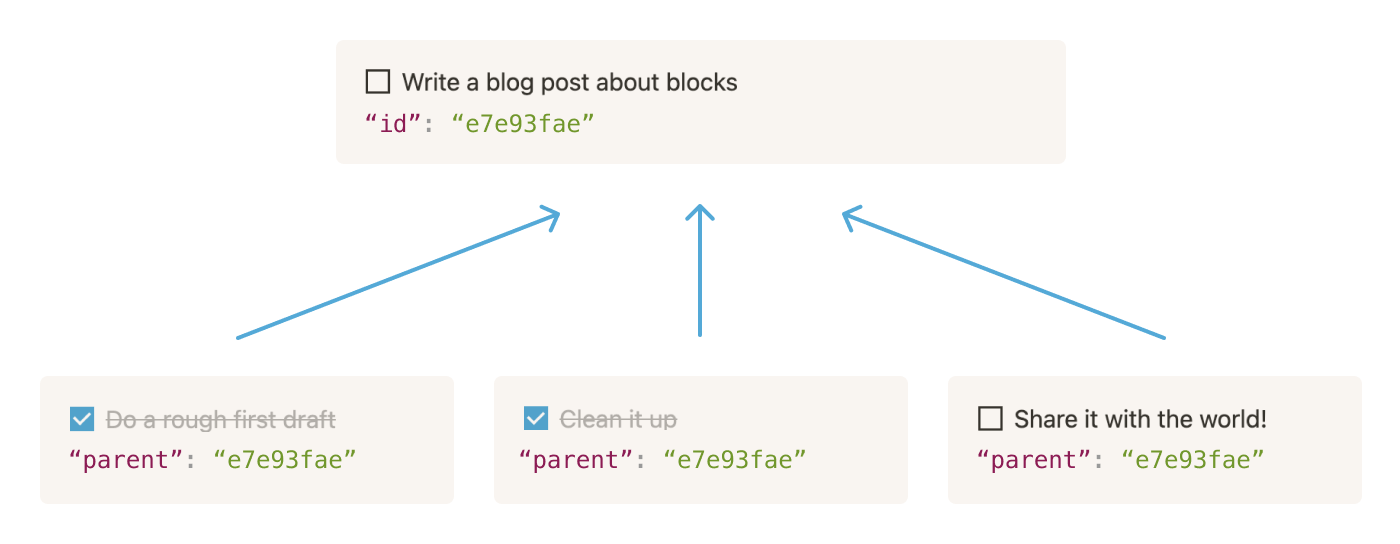 Write a blog post about blocks
“id”: “e7e93fae”
Do a rough first draft
“parent”: “e7e93fae”
Clean it up
“parent”: “e7e93fae”
Share it with the world!
“parent”: “e7e93fae”